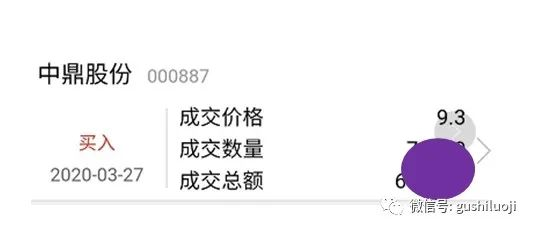 中鼎股份 000887
成交价格 9.3
买入
成交数量
2020-03-27
成交总额
微信号: gushiluoji